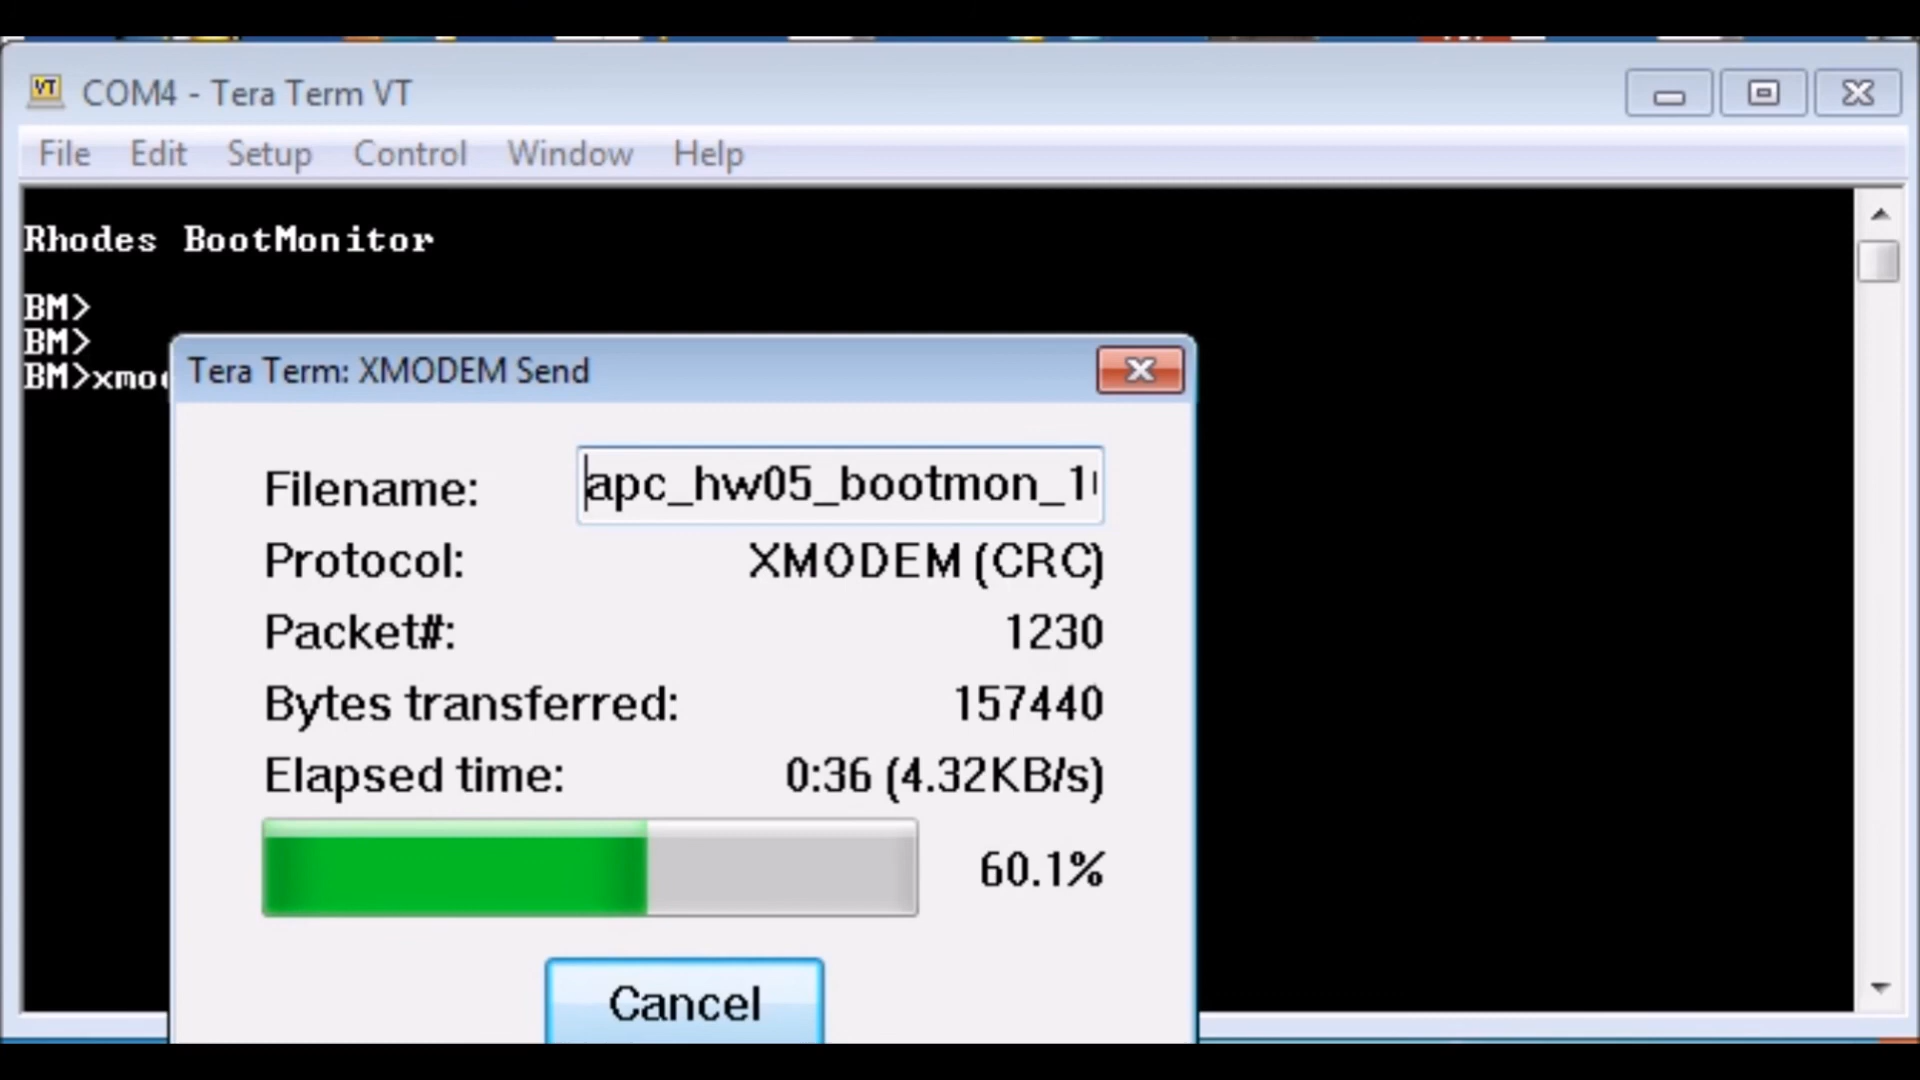 COM4 - Tera Term VT
File Edit Setup Control Window Help
Rhodes BootMonitor
BM>
BM>
BM>xmo
Tera Term: XMODEM Send
Filename: apc_hw05_bootmon_1
Protocol: XMODEM (CRC)
Packet#: 1230
Bytes transferred: 157440
Elapsed time: 0:36 (4.32KB/s)
60.1%
Cancel